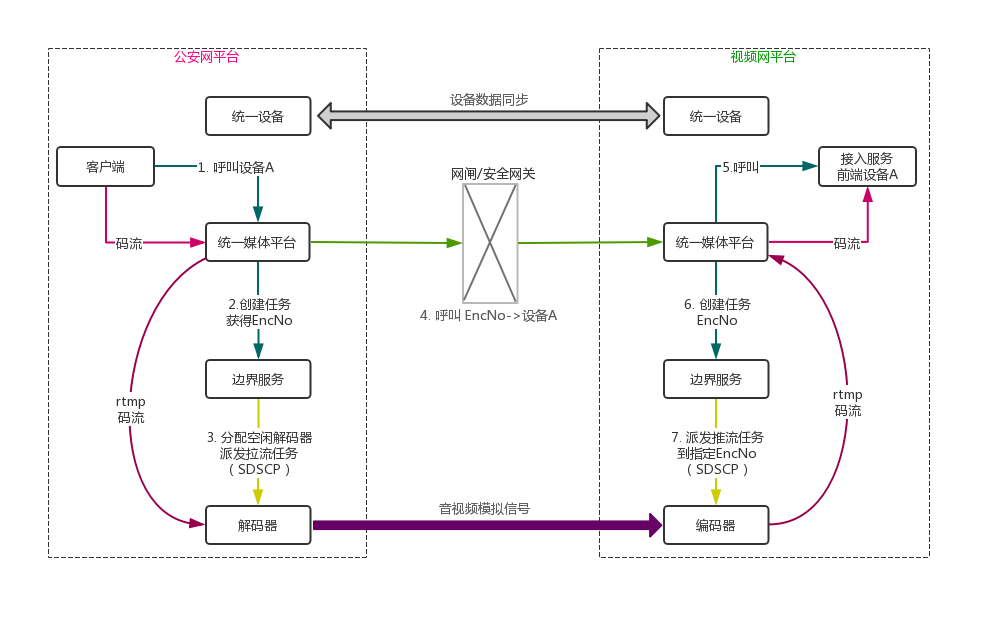 公安网平台
视频网平台
统一设备
设备数据同步
统一设备
客户端
1. 呼叫设备A
网闸/安全网关
5.呼叫
接入服务
前端设备A
码流
统一媒体平台
统一媒体平台
码流
2.创建任务
获得EncNo
4. 呼叫 EncNo->设备A
6. 创建任务
EncNo
边界服务
边界服务
rtmp
码流
rtmp
码流
3. 分配空闲解码器
派发拉流任务
（SDSCP）
7. 派发推流任务
到指定EncNo
（SDSCP）
解码器
音视频模拟信号
编码器